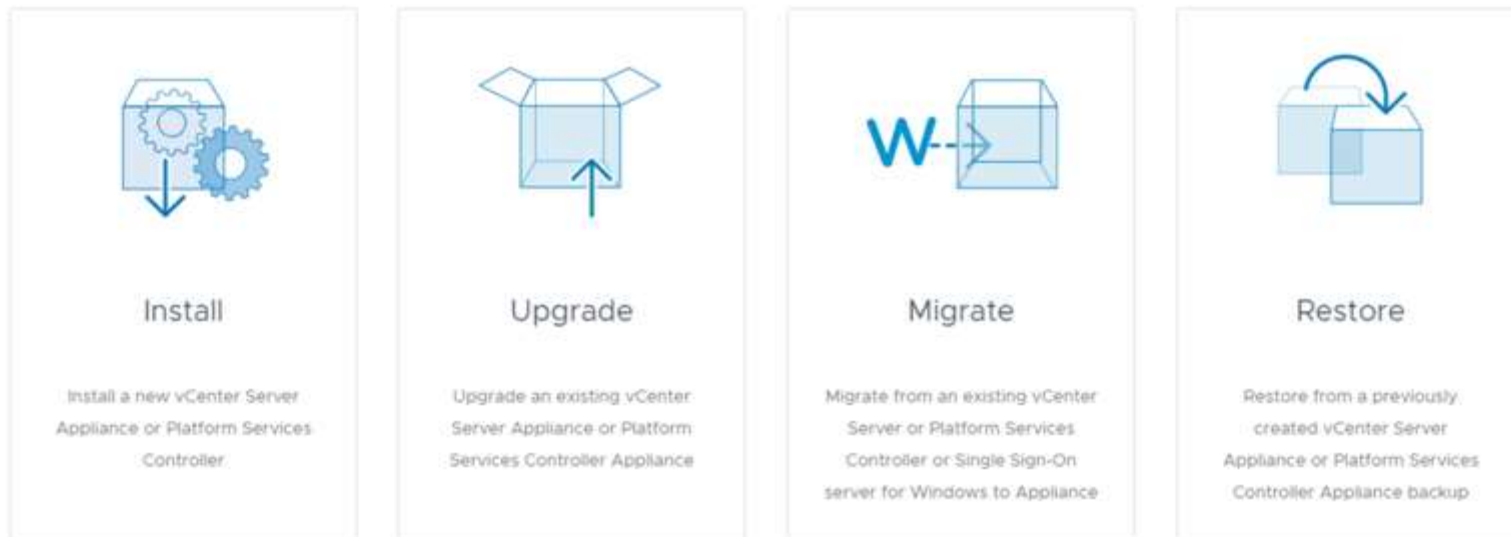 Install
Install a new vCenter Server
Appliance or Platform Services
Controller
Upgrade
Upgrade an existing vCenter
Server Appliance or Platform
Services Controller Appliance
W
Migrate
Migrate from an existing vCenter
Server or Platform Services
Controller or Single Sign-On
server for Windows to Appliance
Restore
Restore from a previously
created vCenter Server
Appliance or Platform Services
Controller Appliance backup